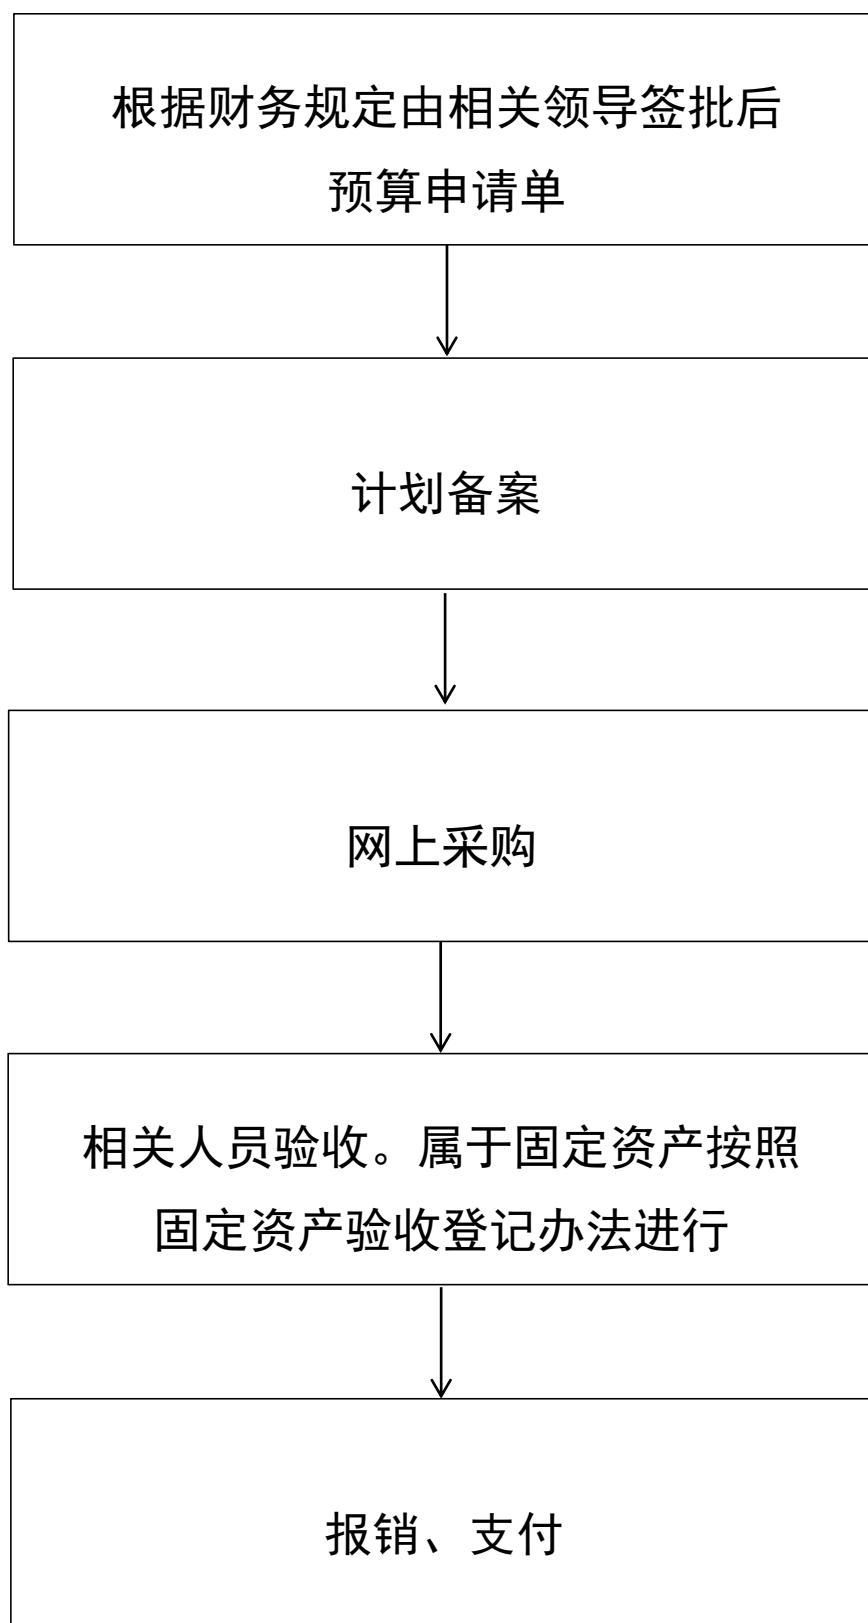 根据财务规定由相关领导签批后
预算申请单
计划备案
网上采购
相关人员验收。属于固定资产按照
固定资产验收登记办法进行
报销、支付